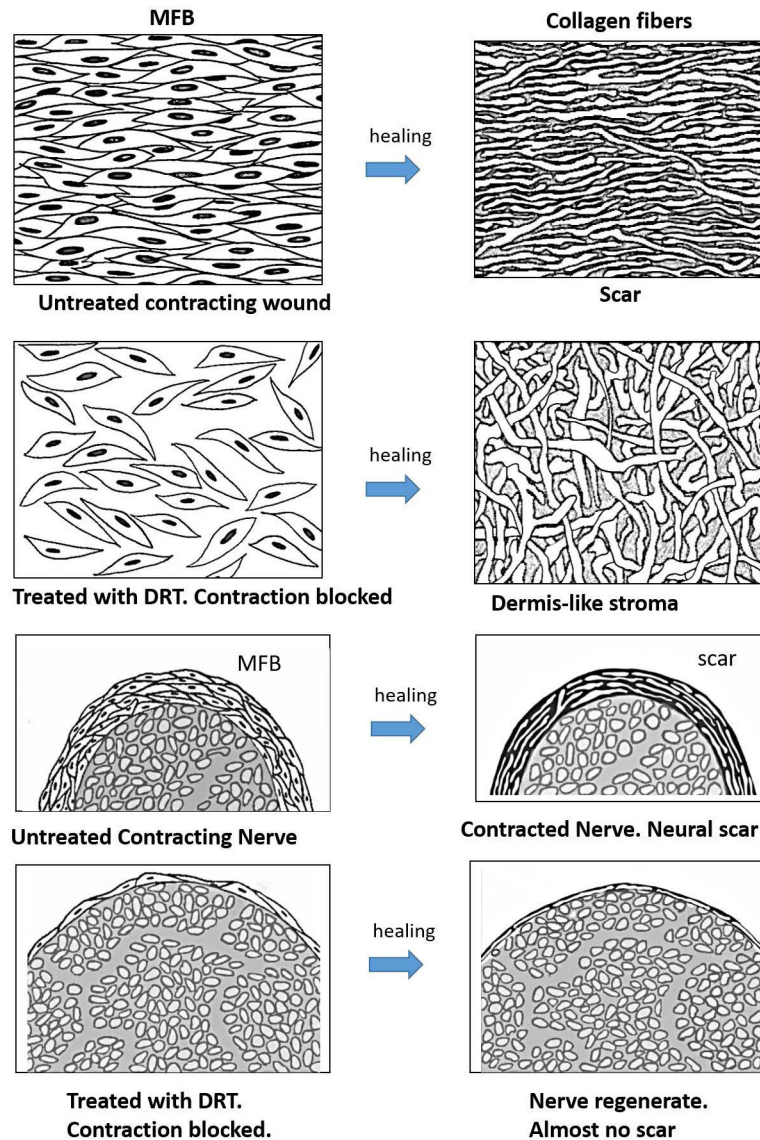 MFB
Collagen fibers
healing
Untreated contracting wound
Scar
healing
Treated with DRT. Contraction blocked
Dermis-like stroma
MFB
healing
scar
Untreated Contracting Nerve
Contracted Nerve. Neural scar
healing
Treated with DRT.
Contraction blocked.
Nerve regenerate.
Almost no scar